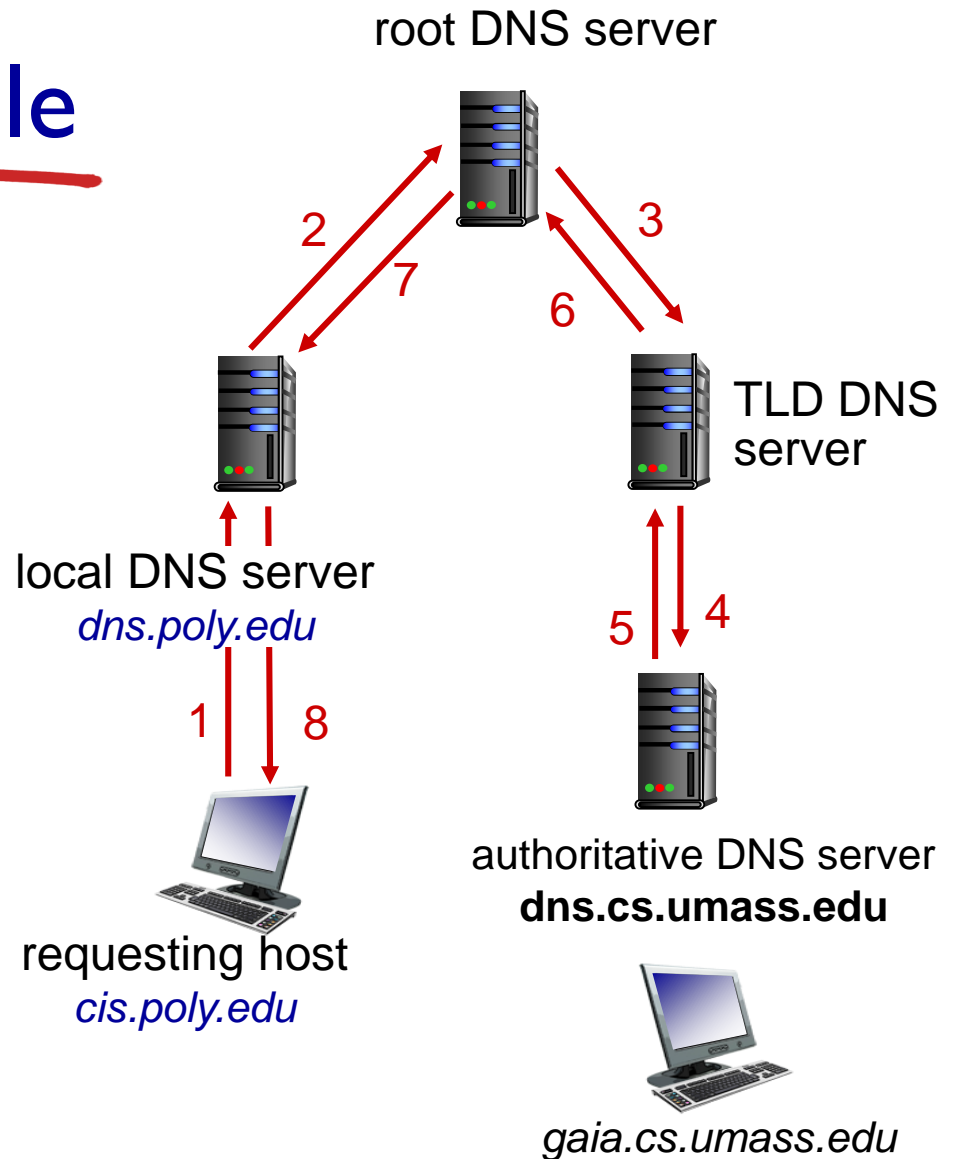 root DNS server
le
2
3
7
6
TLD DNS
server
local DNS server
dns.poly.edu
5
4
1
8
authoritative DNS server
dns.cs.umass.edu
requesting host
cis.poly.edu
gaia.cs.umass.edu